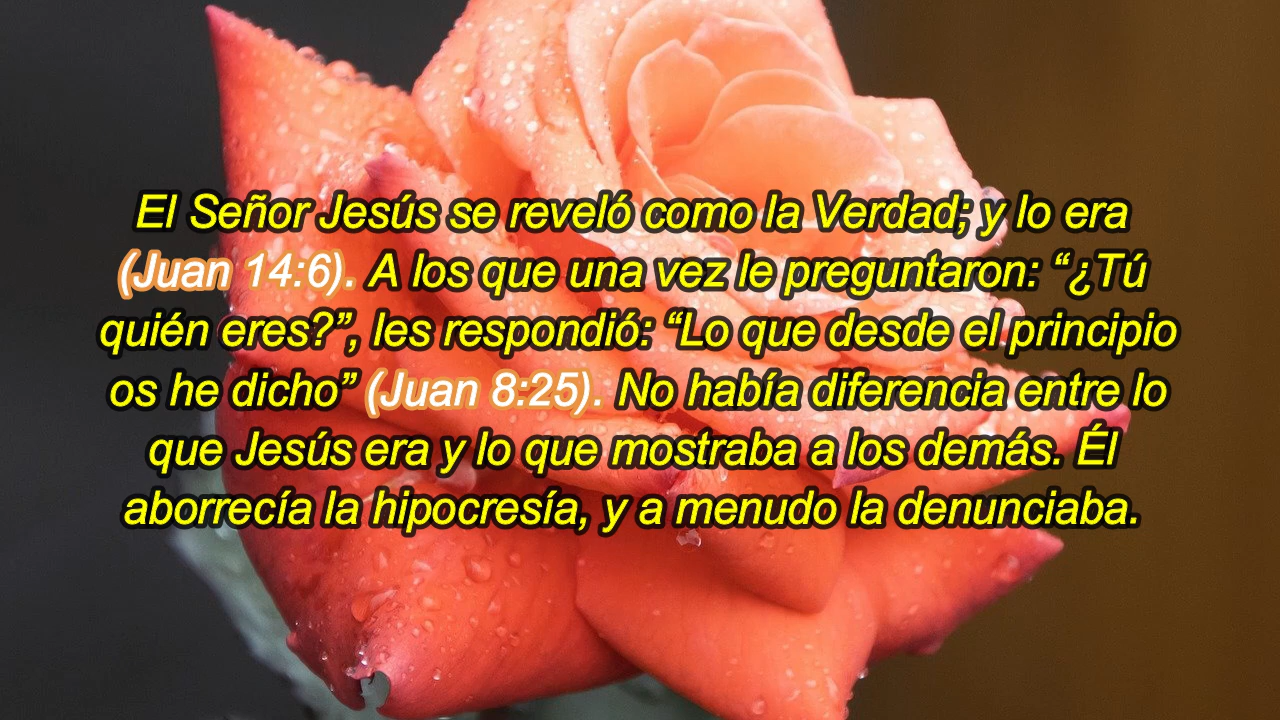 El Señor Jesús se reveló como la Verdad; y lo era
(Juan 14:6). A los que una vez le preguntaron: “¿Tú
quién eres?”, les respondió: “Lo que desde el principio
os he dicho” (Juan 8:25). No había diferencia entre lo
que Jesús era y lo que mostraba a los demás. Él
aborrecía la hipocresía, y a menudo la denunciaba.